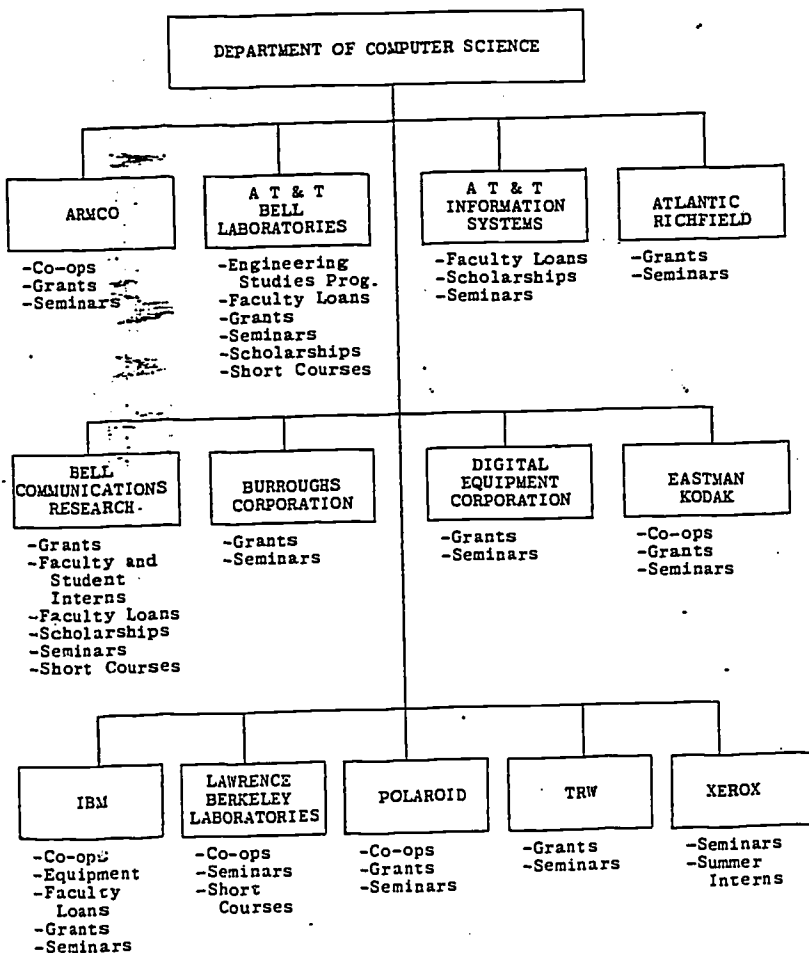 DEPARTMENT OF COMPUTER SCIENCE
ARMCO
-Co-ops
-Grants
-Seminars
A T & T
BELL
LABORATORIES
-Engineering
Studies Prog.
-Faculty Loans
-Grants
-Seminars
-Scholarships
-Short Courses
A T & T
INFORMATION
SYSTEMS
-Faculty Loans
-Scholarships
-Seminars
ATLANTIC
RICHFIELD
-Grants
-Seminars
BELL
COMMUNICATIONS
RESEARCH
-Grants
-Faculty and
Student
Interns
-Faculty Loans
-Scholarships
-Seminars
-Short Courses
BURROUGHS
CORPORATION
-Grants
-Seminars
DIGITAL
EQUIPMENT
CORPORATION
-Grants
-Seminars
EASTMAN
KODAK
-Co-ops
-Grants
-Seminars
IBM
-Co-ops
-Equipment
-Faculty
Loans
-Grants
-Seminars
LAWRENCE
BERKELEY
LABORATORIES
-Co-ops
-Seminars
-Short
Courses
POLAROID
-Co-ops
-Grants
-Seminars
TRW
-Grants
-Seminars
XEROX
-Seminars
-Summer
Interns